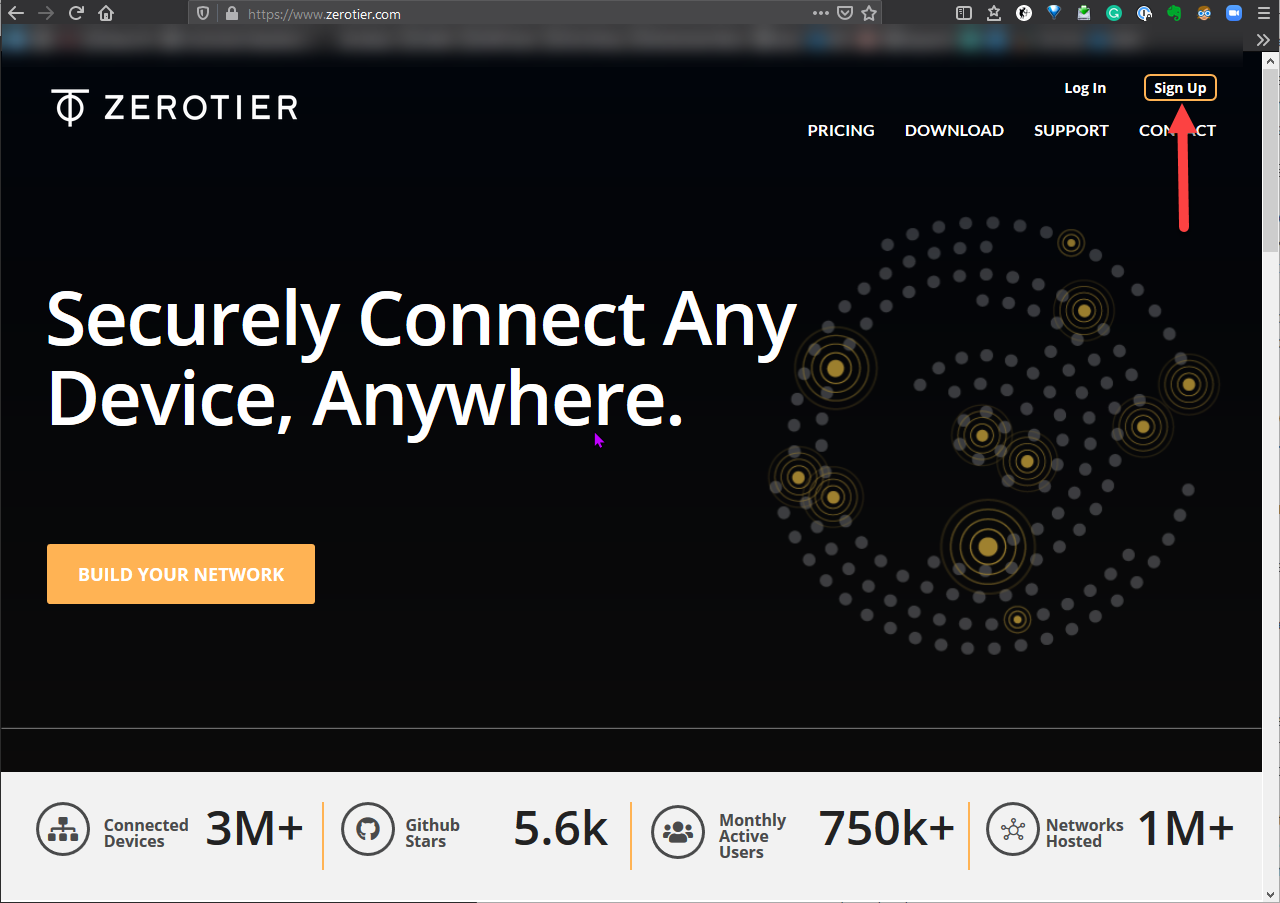 https://www.zerotier.com
Log In
Sign Up
ZEROTIER
PRICING
DOWNLOAD
SUPPORT
CONTACT
Securely Connect Any
Device, Anywhere.
BUILD YOUR NETWORK
Connected
Devices
3M+
Github
Stars
5.6k
Monthly
Active
Users
750k+
Networks
Hosted
1M+